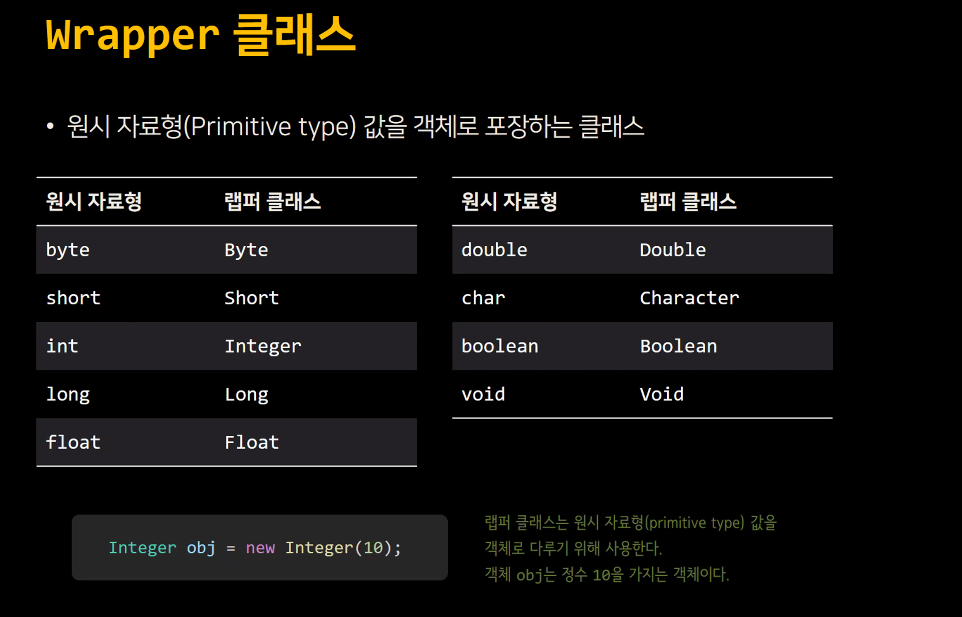 Wrapper 클래스
• 원시 자료형(Primitive type) 값을 객체로 포장하는 클래스
원시 자료형 랩퍼 클래스
byte Byte
short Short
int Integer
long Long
float Float
원시 자료형 랩퍼 클래스
double Double
char Character
boolean Boolean
void Void
Integer obj = new Integer(10);
랩퍼 클래스는 원시 자료형(primitive type) 값을
객체로 다루기 위해 사용한다.
객체 obj는 정수 10을 가지는 객체이다.